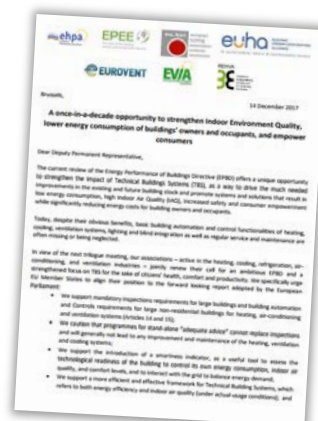 ehpa
EPEE
euha
EUROVENT
EVIA
REHVA
Brussels,
14 December 2017
A once-in-a-decade opportunity to strengthen Indoor Environment Quality,
lower energy consumption of buildings' owners and occupants, and empower
consumers
Dear Deputy Permanent Representative,
The current review of the Energy Performance of Buildings Directive (EPBD) offers a unique opportunity
to strengthen the impact of Technical Buildings Systems (TBS), as a way to drive the much needed
improvements in the existing and future building stock and promote systems and solutions that result in
low energy consumption, high Indoor Air Quality (IAQ), increased safety and consumer empowerment
while significantly reducing energy costs for building owners and occupants.
Today, despite their obvious benefits, basic building automation and control functionalities of heating,
cooling, ventilation systems, lighting and blind integration as well as regular service and maintenance are
often missing or being neglected.
In view of the next trilogue meeting, our associations – active in the heating, cooling, refrigeration, air-
conditioning, and ventilation industries – jointly renew their call for an ambitious EPBD and a
strengthened focus on TBS for the sake of citizens' health, comfort and productivity. We specifically urge
EU Member States to align their position to the forward looking report adopted by the European
Parliament:
• We support mandatory inspections requirements for large buildings and building automation
and Controls requirements for large non-residential buildings for heating, air-conditioning
and ventilation systems (Articles 14 and 15);
• We caution that programmes for stand-alone "adequate advice" cannot replace inspections
and will generally not lead to any improvement and maintenance of the heating, ventilation
and cooling systems;
• We support the introduction of a smartness indicator, as a useful tool to assess the
technological readiness of the building to control its own energy consumption, indoor air
quality, and comfort levels, and to interact with the grid to balance energy demand;
• We support a more efficient and effective framework for Technical Building Systems, which
refers to both energy efficiency and indoor air quality (under actual usage conditions), and